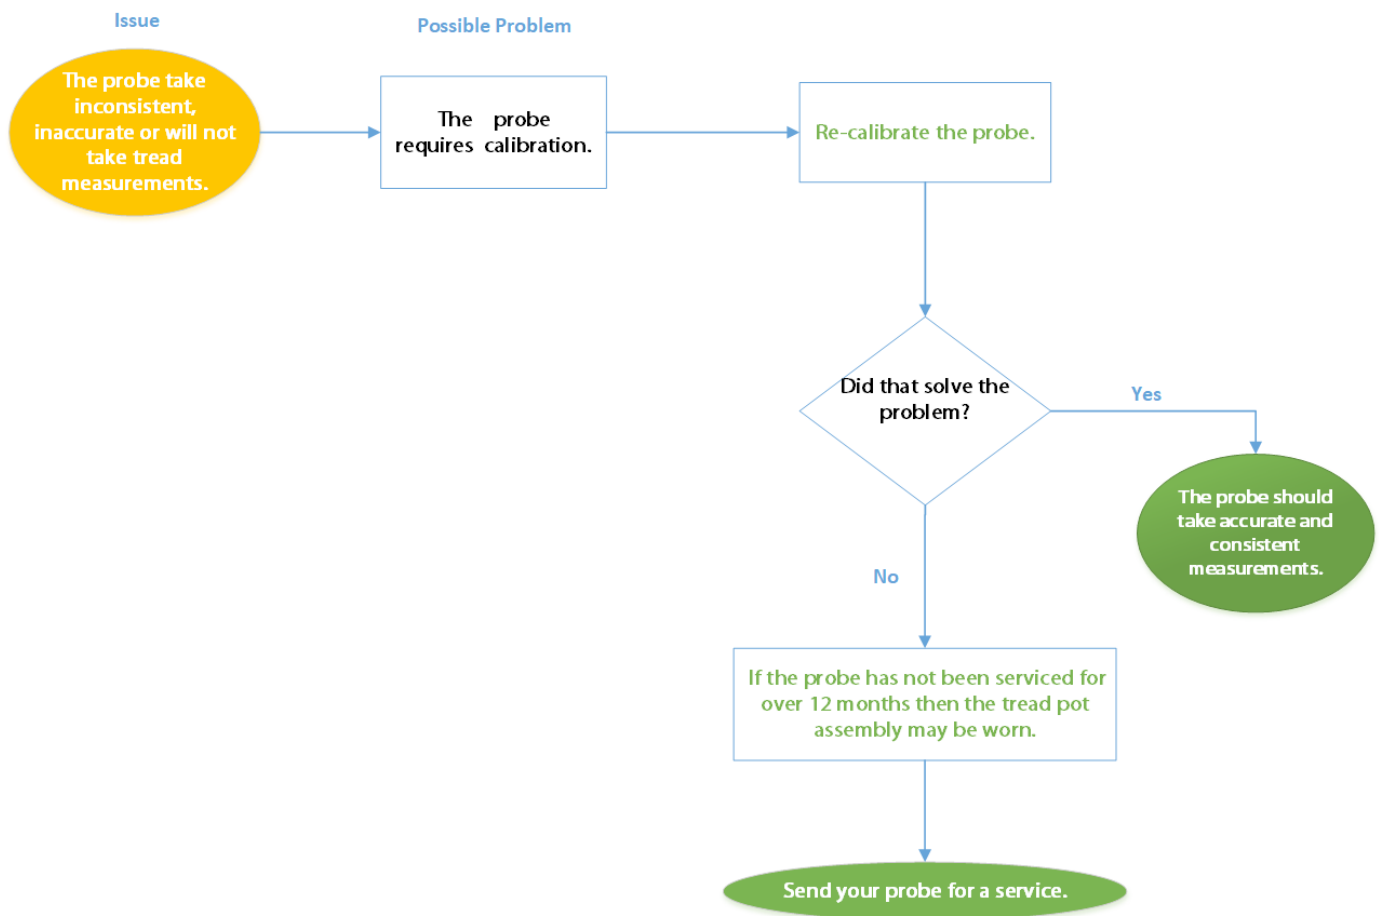 Issue
Possible Problem
The probe take
inconsistent,
inaccurate or will not
take tread
measurements.
The probe
requires calibration.
Re-calibrate the probe.
Did that solve the
problem?
Yes
The probe should
take accurate and
consistent
measurements.
No
If the probe has not been serviced for
over 12 months then the tread pot
assembly may be worn.
Send your probe for a service.